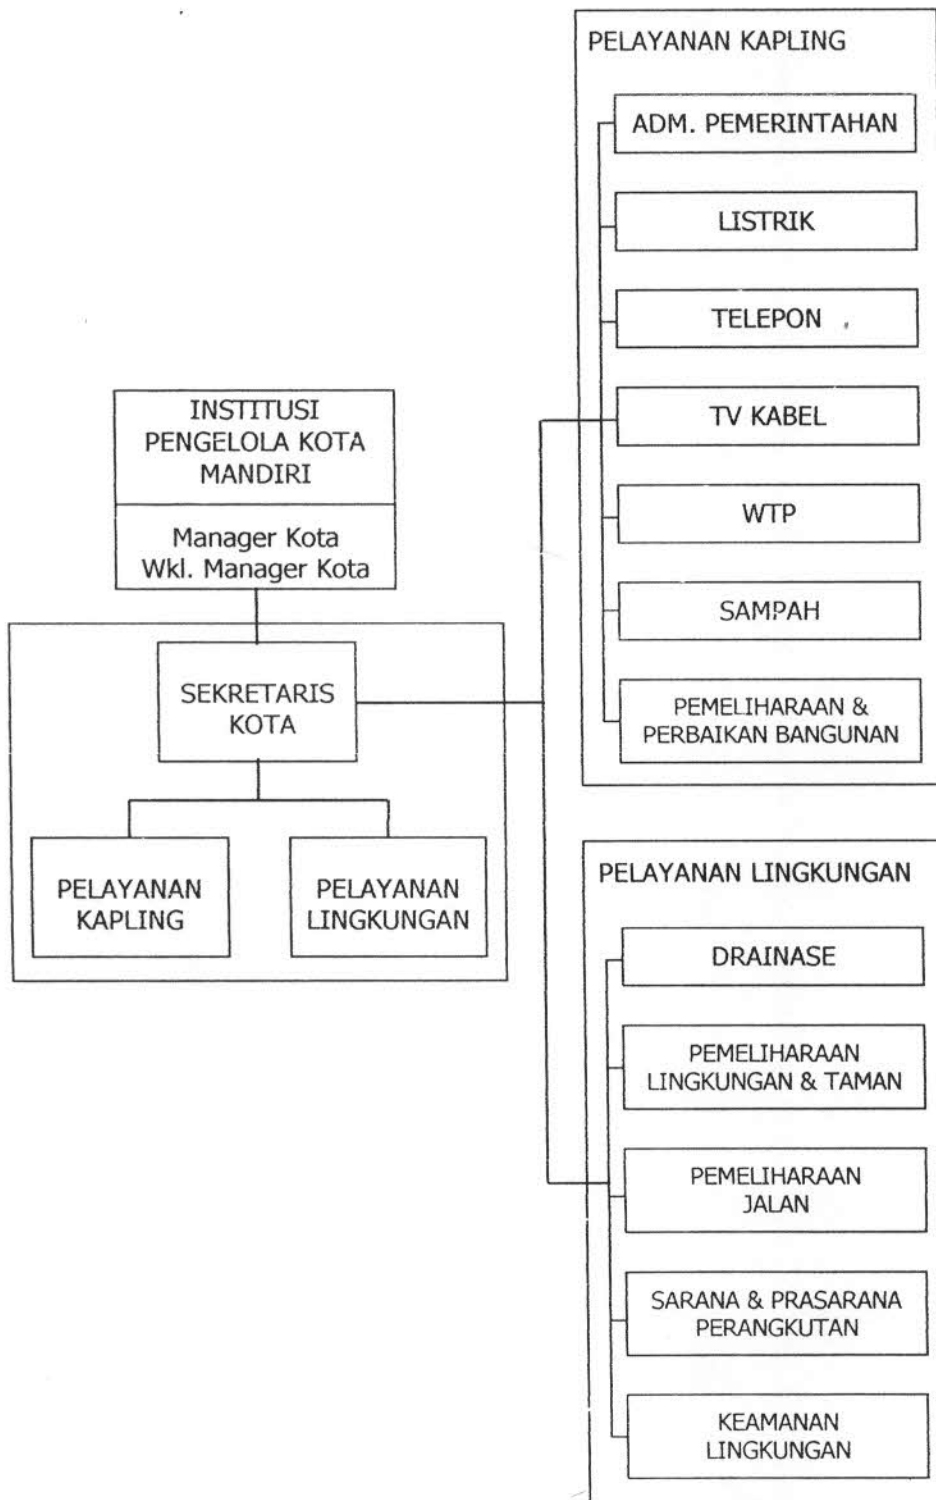 INSTITUSI
PENGELOLA KOTA
MANDIRI
Manager Kota
Wkl. Manager Kota
SEKRETARIS
KOTA
PELAYANAN
KAPLING
PELAYANAN
LINGKUNGAN
PELAYANAN KAPLING
ADM. PEMERINTAHAN
LISTRIK
TELEPON
TV KABEL
WTP
SAMPAH
PEMELIHARAAN &
PERBAIKAN BANGUNAN
PELAYANAN LINGKUNGAN
DRAINASE
PEMELIHARAAN
LINGKUNGAN & TAMAN
PEMELIHARAAN
JALAN
SARANA & PRASARANA
PERANGKUTAN
KEAMANAN
LINGKUNGAN